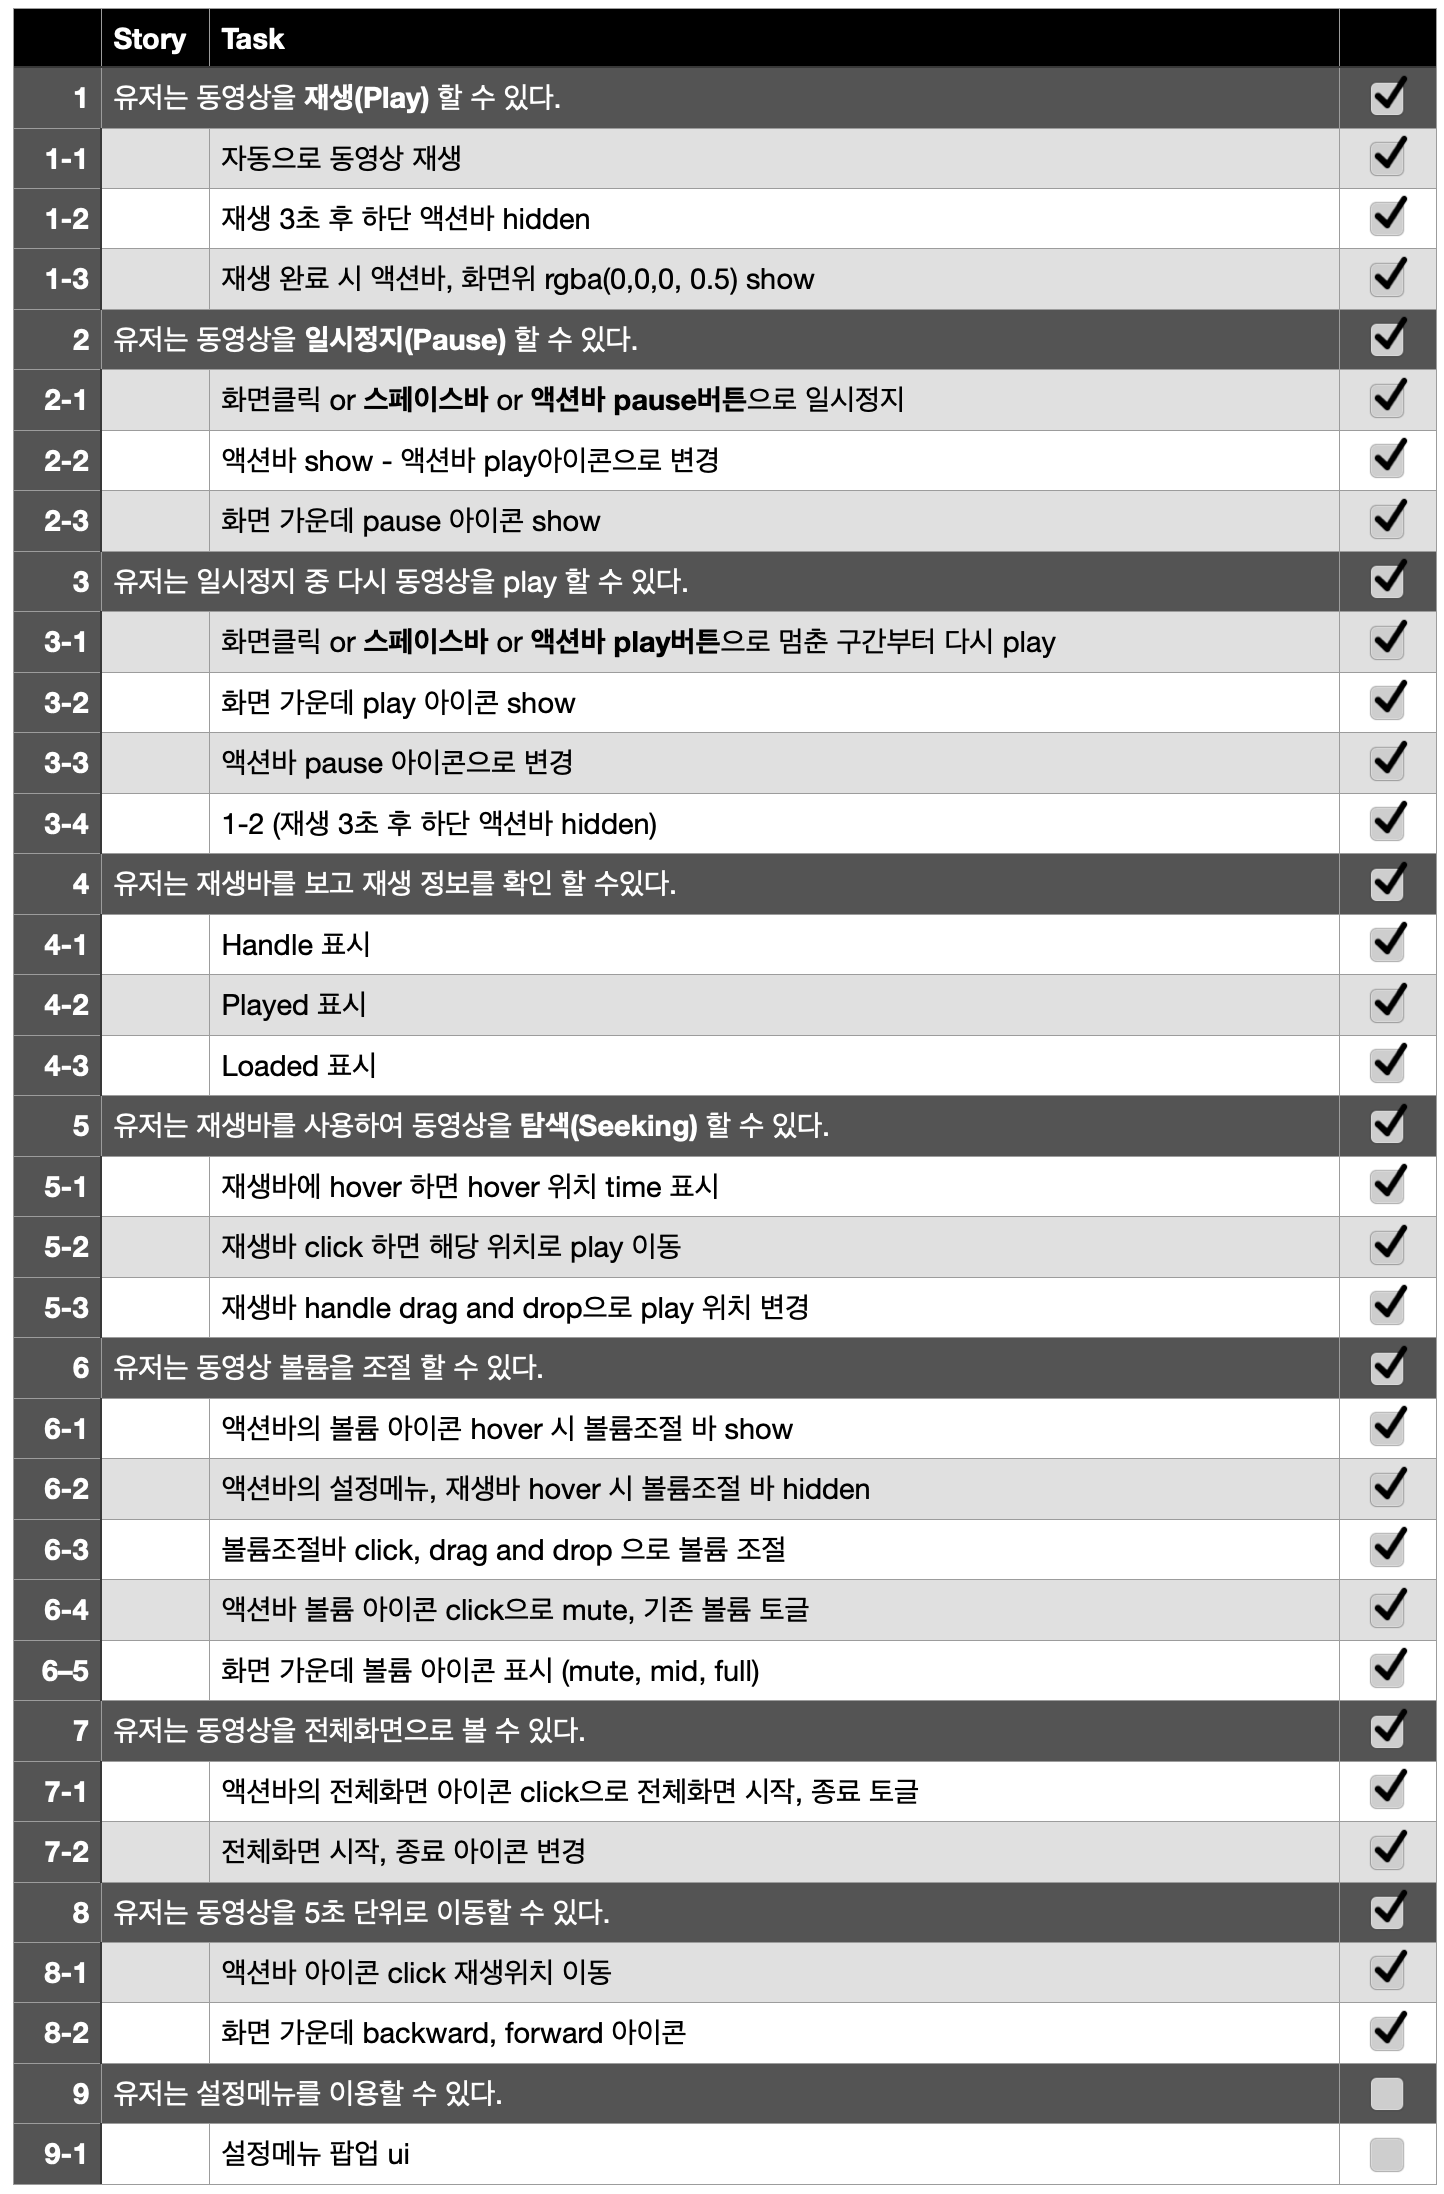 Story Task
1 유저는 동영상을 재생(Play) 할 수 있다.
1-1 자동으로 동영상 재생
1-2 재생 3초 후 하단 액션바 hidden
1-3 재생 완료 시 액션바, 화면위 rgba(0,0,0, 0.5) show
2 유저는 동영상을 일시정지(Pause) 할 수 있다.
2-1 화면클릭 or 스페이스바 or 액션바 pause버튼으로 일시정지
2-2 액션바 show - 액션바 play아이콘으로 변경
2-3 화면 가운데 pause 아이콘 show
3 유저는 일시정지 중 다시 동영상을 play 할 수 있다.
3-1 화면클릭 or 스페이스바 or 액션바 play버튼으로 멈춘 구간부터 다시 play
3-2 화면 가운데 play 아이콘 show
3-3 액션바 pause 아이콘으로 변경
3-4 1-2 (재생 3초 후 하단 액션바 hidden)
4 유저는 재생바를 보고 재생 정보를 확인 할 수있다.
4-1 Handle 표시
4-2 Played 표시
4-3 Loaded 표시
5 유저는 재생바를 사용하여 동영상을 탐색(Seeking) 할 수 있다.
5-1 재생바에 hover 하면 hover 위치 time 표시
5-2 재생바 click 하면 해당 위치로 play 이동
5-3 재생바 handle drag and drop으로 play 위치 변경
6 유저는 동영상 볼륨을 조절 할 수 있다.
6-1 액션바의 볼륨 아이콘 hover 시 볼륨조절 바 show
6-2 액션바의 설정메뉴, 재생바 hover 시 볼륨조절 바 hidden
6-3 볼륨조절바 click, drag and drop 으로 볼륨 조절
6-4 액션바 볼륨 아이콘 click으로 mute, 기존 볼륨 토글
6–5 화면 가운데 볼륨 아이콘 표시 (mute, mid, full)
7 유저는 동영상을 전체화면으로 볼 수 있다.
7-1 액션바의 전체화면 아이콘 click으로 전체화면 시작, 종료 토글
7-2 전체화면 시작, 종료 아이콘 변경
8 유저는 동영상을 5초 단위로 이동할 수 있다.
8-1 액션바 아이콘 click 재생위치 이동
8-2 화면 가운데 backward, forward 아이콘
9 유저는 설정메뉴를 이용할 수 있다.
9-1 설정메뉴 팝업 ui